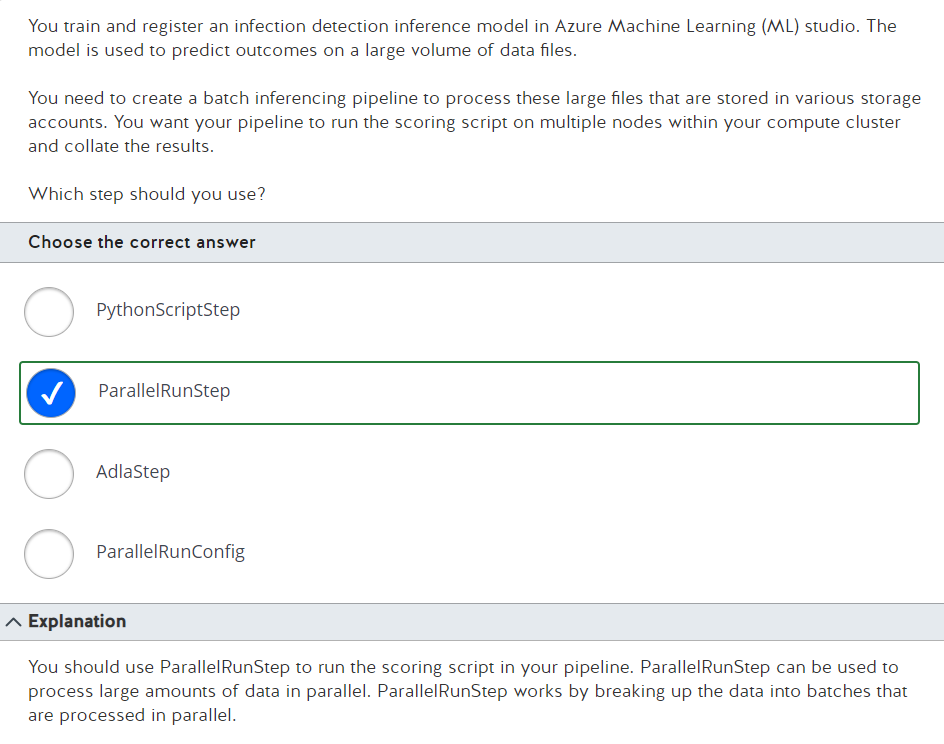 You train and register an infection detection inference model in Azure Machine Learning (ML) studio. The
model is used to predict outcomes on a large volume of data files.
You need to create a batch inferencing pipeline to process these large files that are stored in various storage
accounts. You want your pipeline to run the scoring script on multiple nodes within your compute cluster
and collate the results.
Which step should you use?
Choose the correct answer
PythonScriptStep
ParallelRunStep
AdlaStep
ParallelRunConfig
Explanation
You should use ParallelRunStep to run the scoring script in your pipeline. ParallelRunStep can be used to
process large amounts of data in parallel. ParallelRunStep works by breaking up the data into batches that
are processed in parallel.